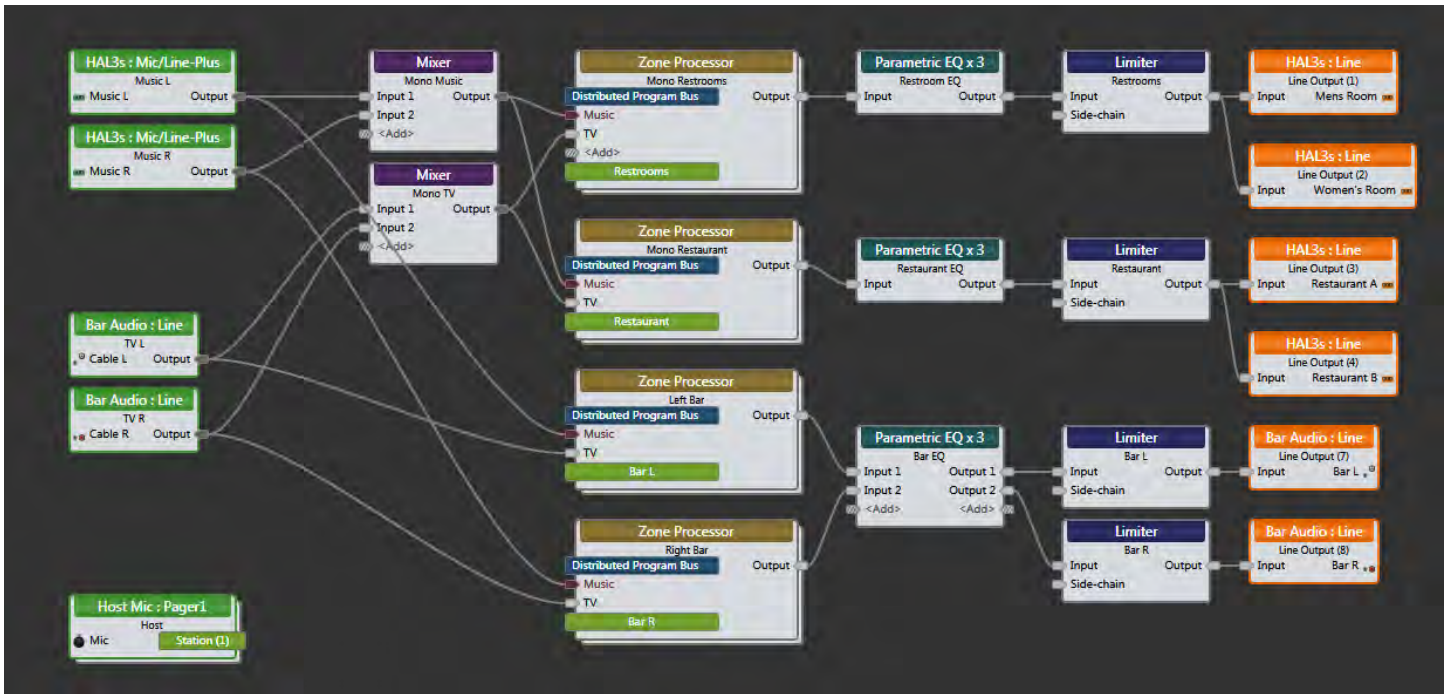 HAL3s : Mic/Line-Plus
Music L
Music L Output
HAL3s : Mic/Line-Plus
Music R
Music R Output
Bar Audio : Line
TV L
Cable L Output
Bar Audio : Line
TV R
Cable R Output
Host Mic : Pager1
Host
Mic Station (1)
Mixer
Mono Music
Input 1 Output
Input 2
<Add>
Mixer
Mono TV
Input 1 Output
Input 2
<Add>
Zone Processor
Mono Restrooms
Distributed Program Bus Output
Music
TV
<Add>
Restrooms
Zone Processor
Mono Restaurant
Distributed Program Bus Output
Music
TV
Restaurant
Zone Processor
Left Bar
Distributed Program Bus Output
Music
TV
Bar L
Zone Processor
Right Bar
Distributed Program Bus Output
Music
TV
Bar R
Parametric EQ x 3
Restroom EQ
Input Output
Parametric EQ x 3
Restaurant EQ
Input Output
Parametric EQ x 3
Bar EQ
Input 1 Output 1
Input 2 Output 2
<Add> <Add>
Limiter
Restrooms
Input Output
Side-chain
Limiter
Restaurant
Input Output
Side-chain
Limiter
Bar L
Input Output
Side-chain
Limiter
Bar R
Input Output
Side-chain
HAL3s : Line
Line Output (1)
Input Mens Room
HAL3s : Line
Line Output (2)
Input Women's Room
HAL3s : Line
Line Output (3)
Input Restaurant A
HAL3s : Line
Line Output (4)
Input Restaurant B
Bar Audio : Line
Line Output (7)
Input Bar L
Bar Audio : Line
Line Output (8)
Input Bar R